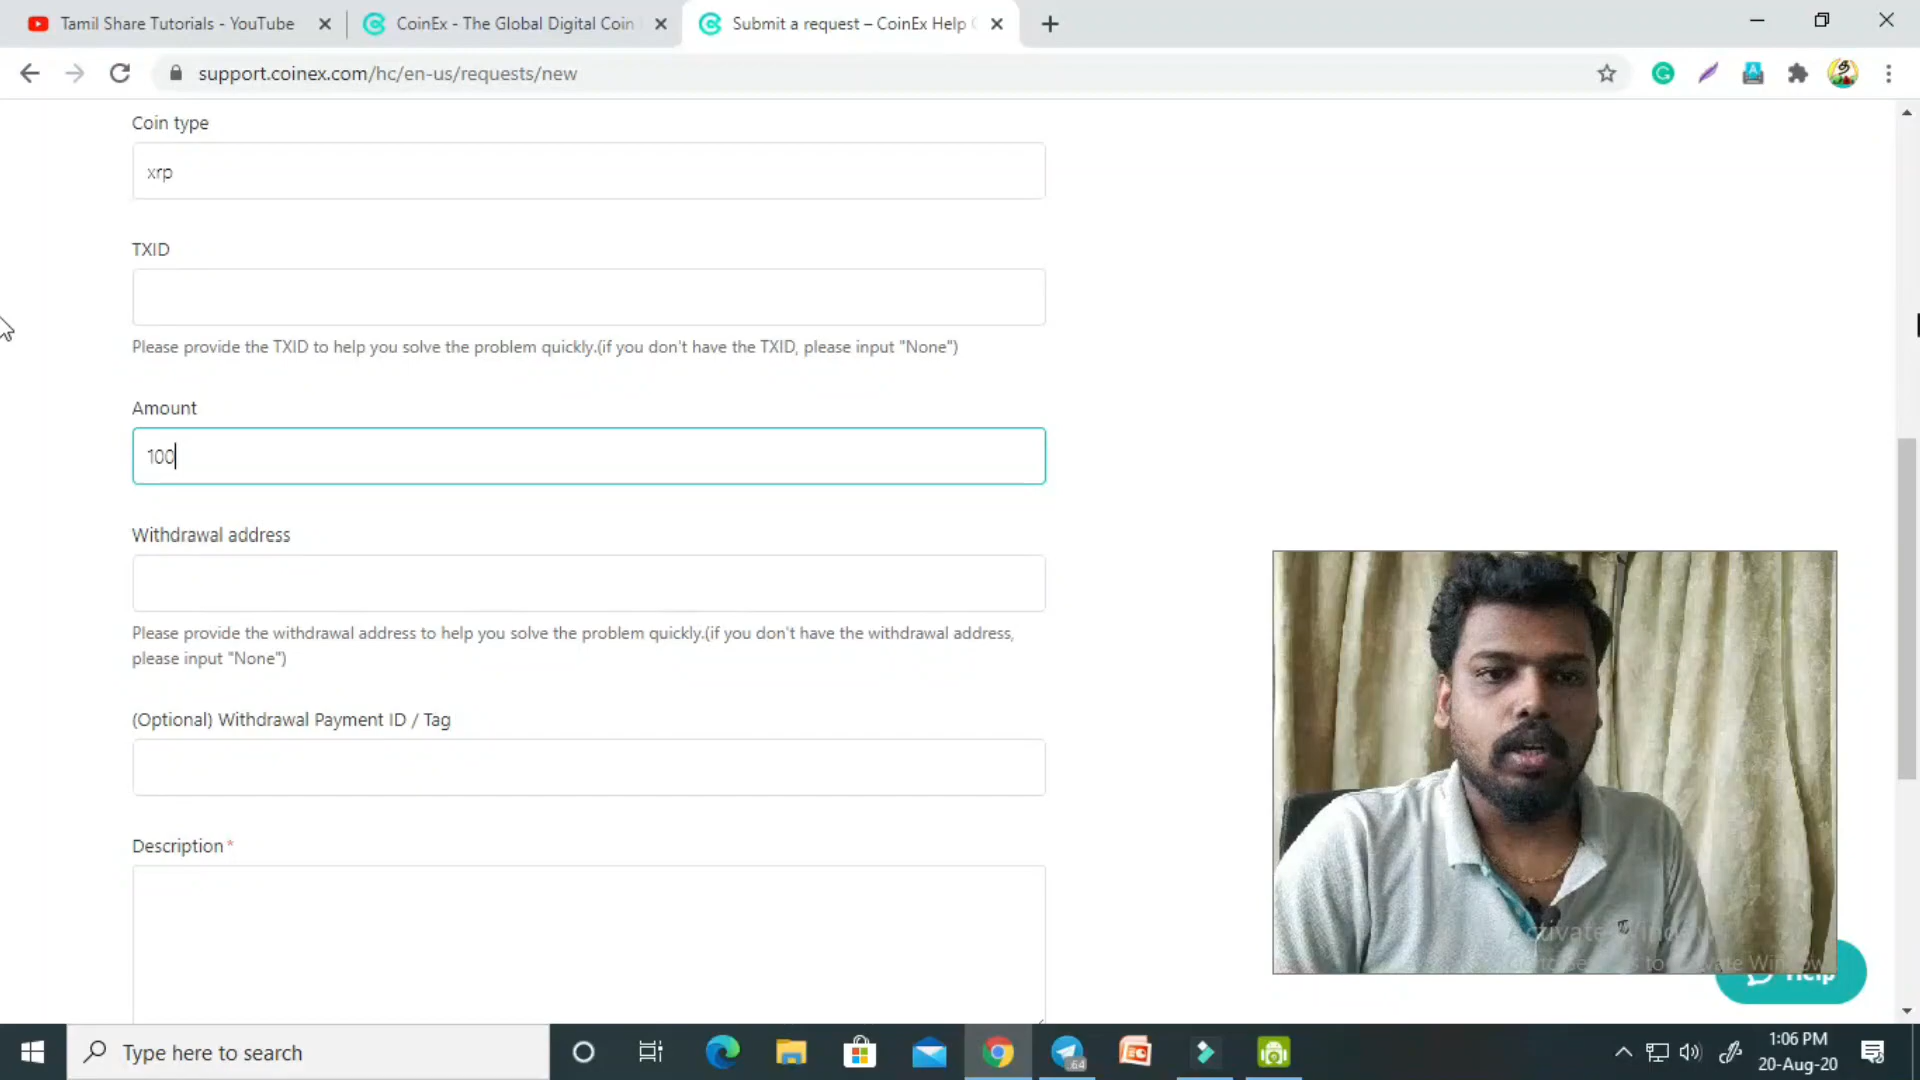 Tamil Share Tutorials - YouTube
CoinEx - The Global Digital Coin
Submit a request – CoinEx Help
support.coinex.com/hc/en-us/requests/new
Coin type
xrp
TXID
Please provide the TXID to help you solve the problem quickly.(if you don't have the TXID, please input "None")
Amount
100
Withdrawal address
Please provide the withdrawal address to help you solve the problem quickly.(if you don't have the withdrawal address,
please input "None")
(Optional) Withdrawal Payment ID / Tag
Description *
Help
Type here to search
64
1:06 PM
20-Aug-20